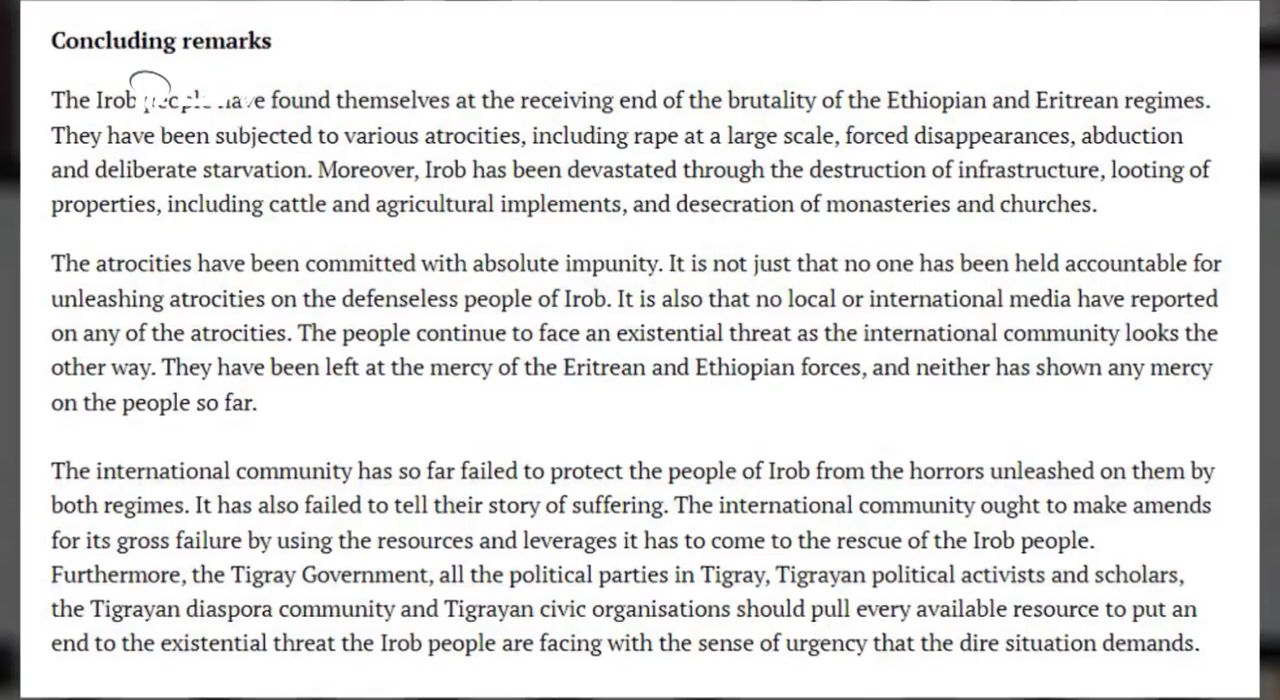 Concluding remarks
The Irob people have found themselves at the receiving end of the brutality of the Ethiopian and Eritrean regimes.
They have been subjected to various atrocities, including rape at a large scale, forced disappearances, abduction
and deliberate starvation. Moreover, Irob has been devastated through the destruction of infrastructure, looting of
properties, including cattle and agricultural implements, and desecration of monasteries and churches.
The atrocities have been committed with absolute impunity. It is not just that no one has been held accountable for
unleashing atrocities on the defenseless people of Irob. It is also that no local or international media have reported
on any of the atrocities. The people continue to face an existential threat as the international community looks the
other way. They have been left at the mercy of the Eritrean and Ethiopian forces, and neither has shown any mercy
on the people so far.
The international community has so far failed to protect the people of Irob from the horrors unleashed on them by
both regimes. It has also failed to tell their story of suffering. The international community ought to make amends
for its gross failure by using the resources and leverages it has to come to the rescue of the Irob people.
Furthermore, the Tigray Government, all the political parties in Tigray, Tigrayan political activists and scholars,
the Tigrayan diaspora community and Tigrayan civic organisations should pull every available resource to put an
end to the existential threat the Irob people are facing with the sense of urgency that the dire situation demands.